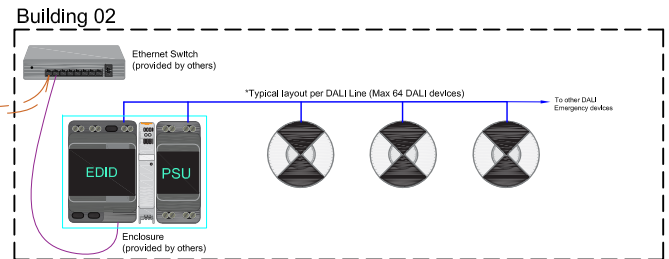 Building 02
Ethernet Switch
(provided by others)
*Typical layout per DALI Line (Max 64 DALI devices)
To other DALI
Emergency devices
EDID
PSU
Enclosure
(provided by others)